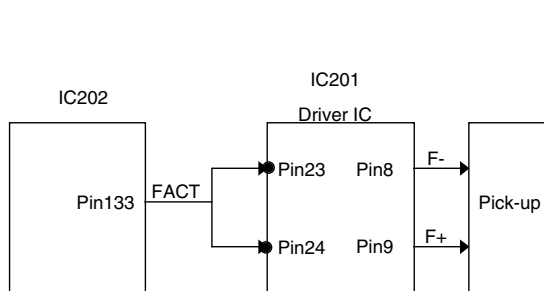 IC201
IC202
Driver IC
Pin133
FACT
Pin23
Pin8
F-
Pick-up
Pin24
Pin9
F+